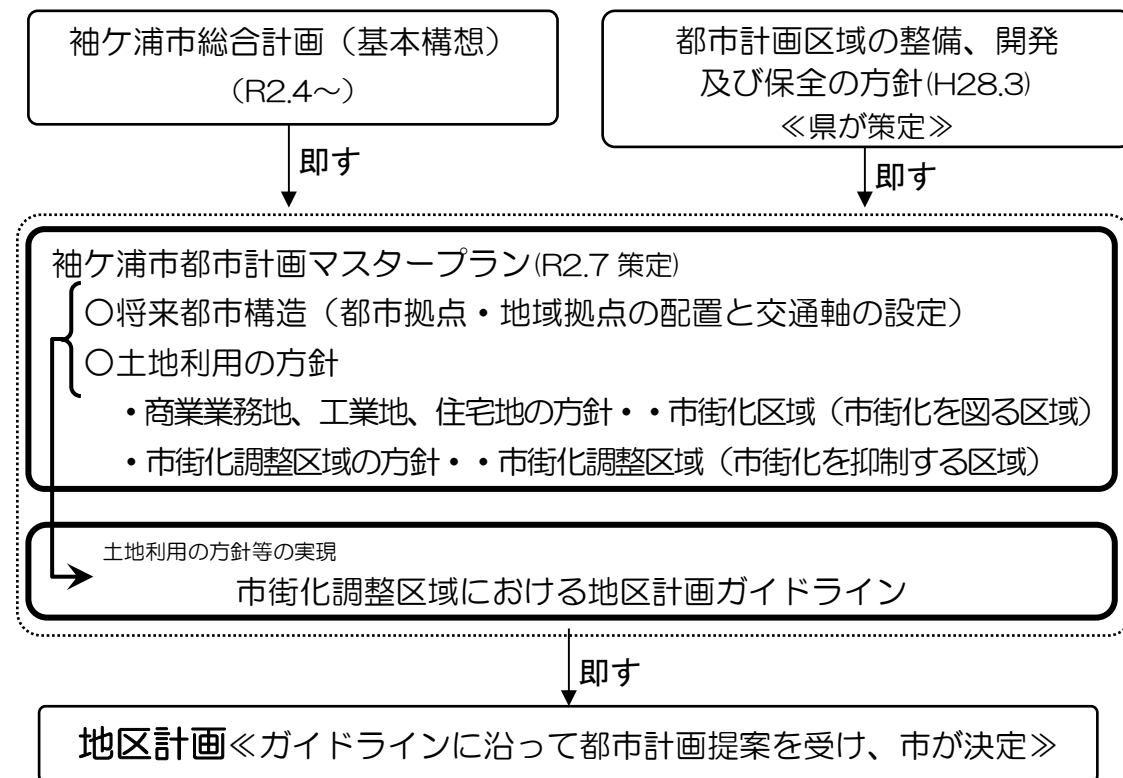 袖ケ浦市総合計画（基本構想）
（R2.4～）
都市計画区域の整備、開発
及び保全の方針(H28.3)
≪県が策定≫
即す
即す
袖ケ浦市都市計画マスタープラン(R2.7 策定)
〇将来都市構造（都市拠点・地域拠点の配置と交通軸の設定）
〇土地利用の方針
・商業業務地、工業地、住宅地の方針・・市街化区域（市街化を図る区域）
・市街化調整区域の方針・・市街化調整区域（市街化を抑制する区域）
土地利用の方針等の実現
市街化調整区域における地区計画ガイドライン
即す
地区計画≪ガイドラインに沿って都市計画提案を受け、市が決定≫